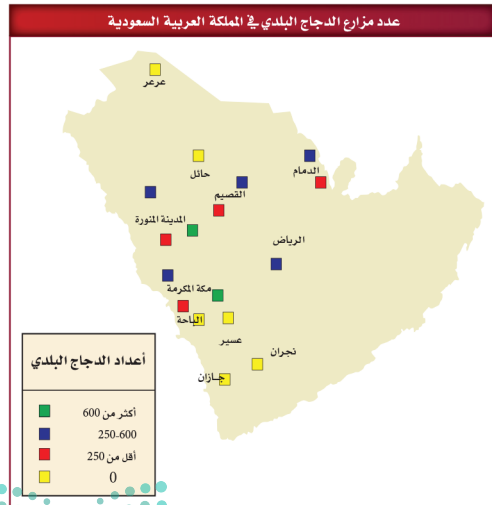 عدد مزارع الدجاج البلدي في المملكة العربية السعودية
عرعر
حائل
الدمام
القصيم
المدينة المنورة
الرياض
مكة المكرمة
الباحة
عسير
نجران
جازان
أعداد الدجاج البلدي
أكثر من 600
250-600
أقل من 250
0